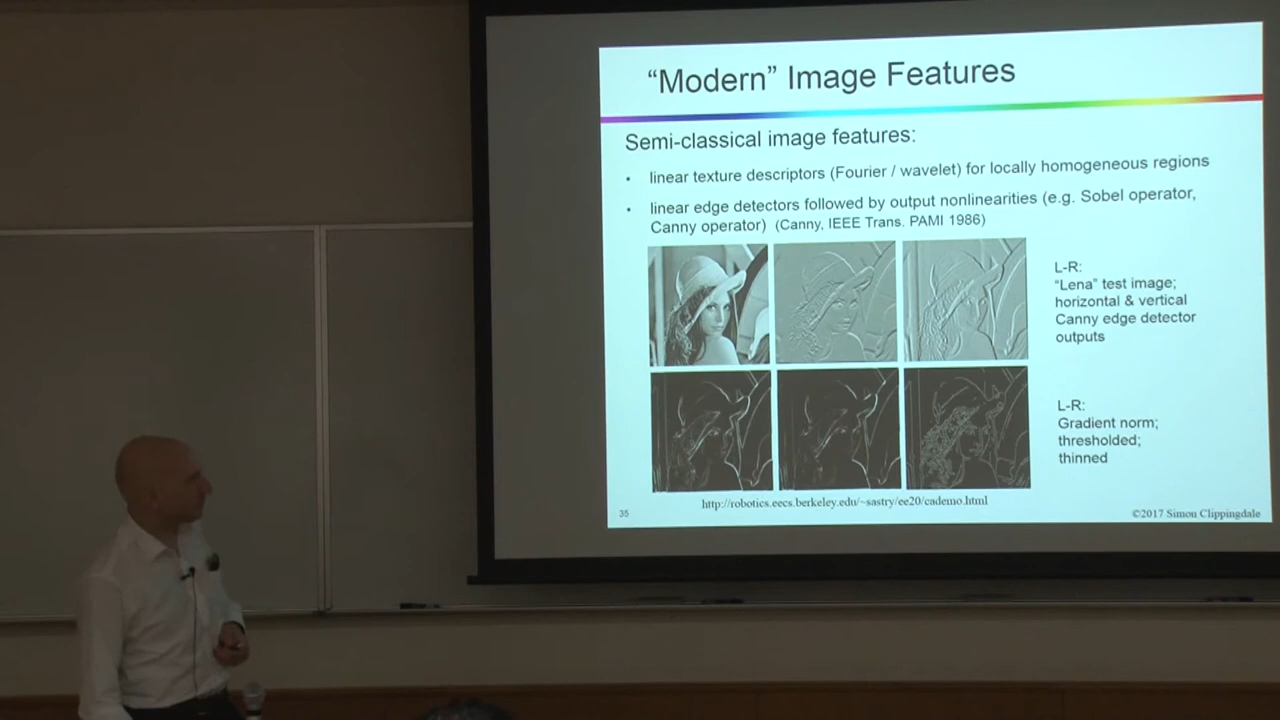 “Modern” Image Features
Semi-classical image features:
• linear texture descriptors (Fourier / wavelet) for locally homogeneous regions
• linear edge detectors followed by output nonlinearities (e.g. Sobel operator,
Canny operator) (Canny, IEEE Trans. PAMI 1986)
L-R:
“Lena” test image;
horizontal & vertical
Canny edge detector
outputs
L-R:
Gradient norm;
thresholded;
thinned
http://robotics.eecs.berkeley.edu/~sastry/ee20/cademo.html
35
©2017 Simon Clippingdale